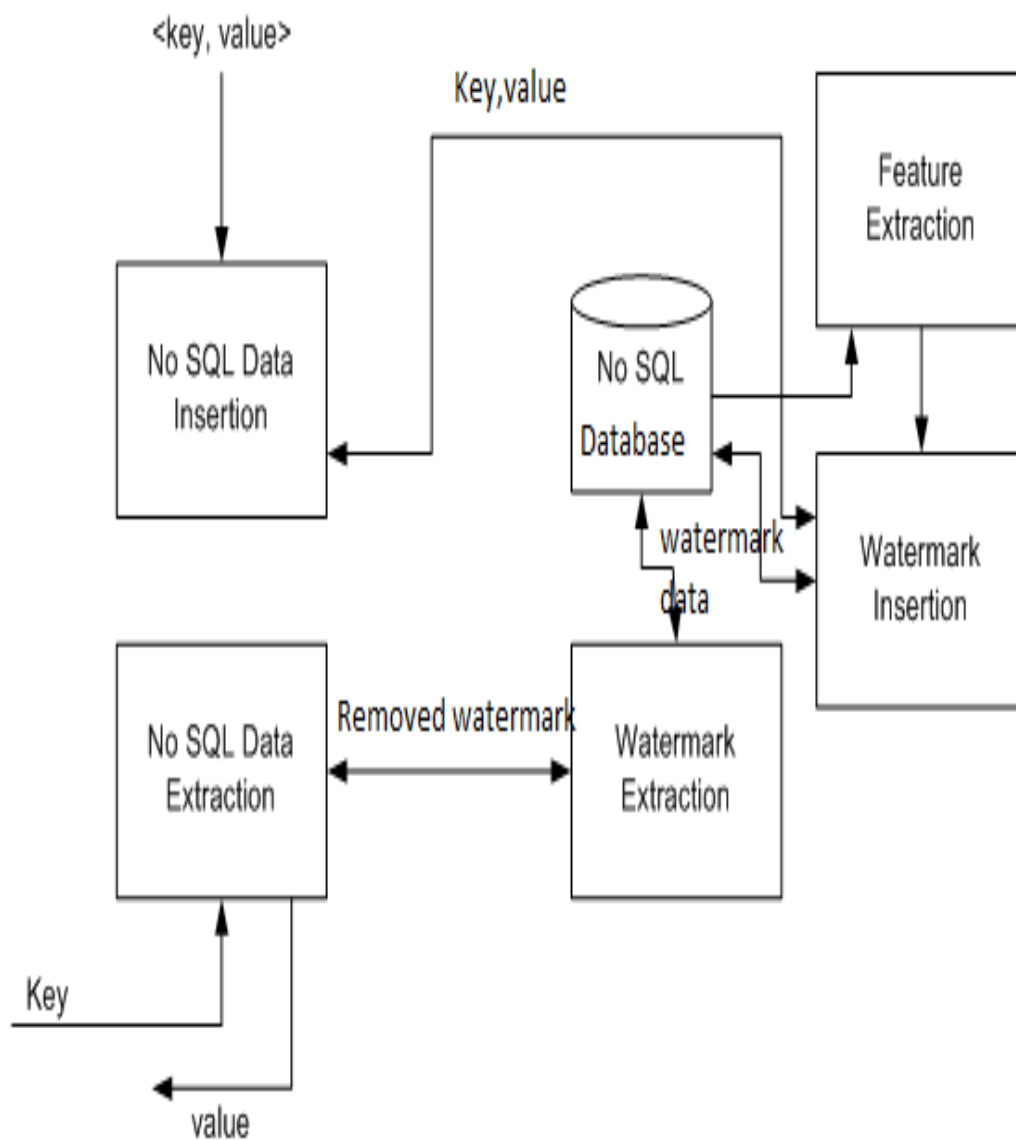 <key, value>
Key,value
Feature
Extraction
No SQL Data
Insertion
No SQL
Database
watermark
data
Watermark
Insertion
No SQL Data
Extraction
Removed watermark
Watermark
Extraction
Key
value